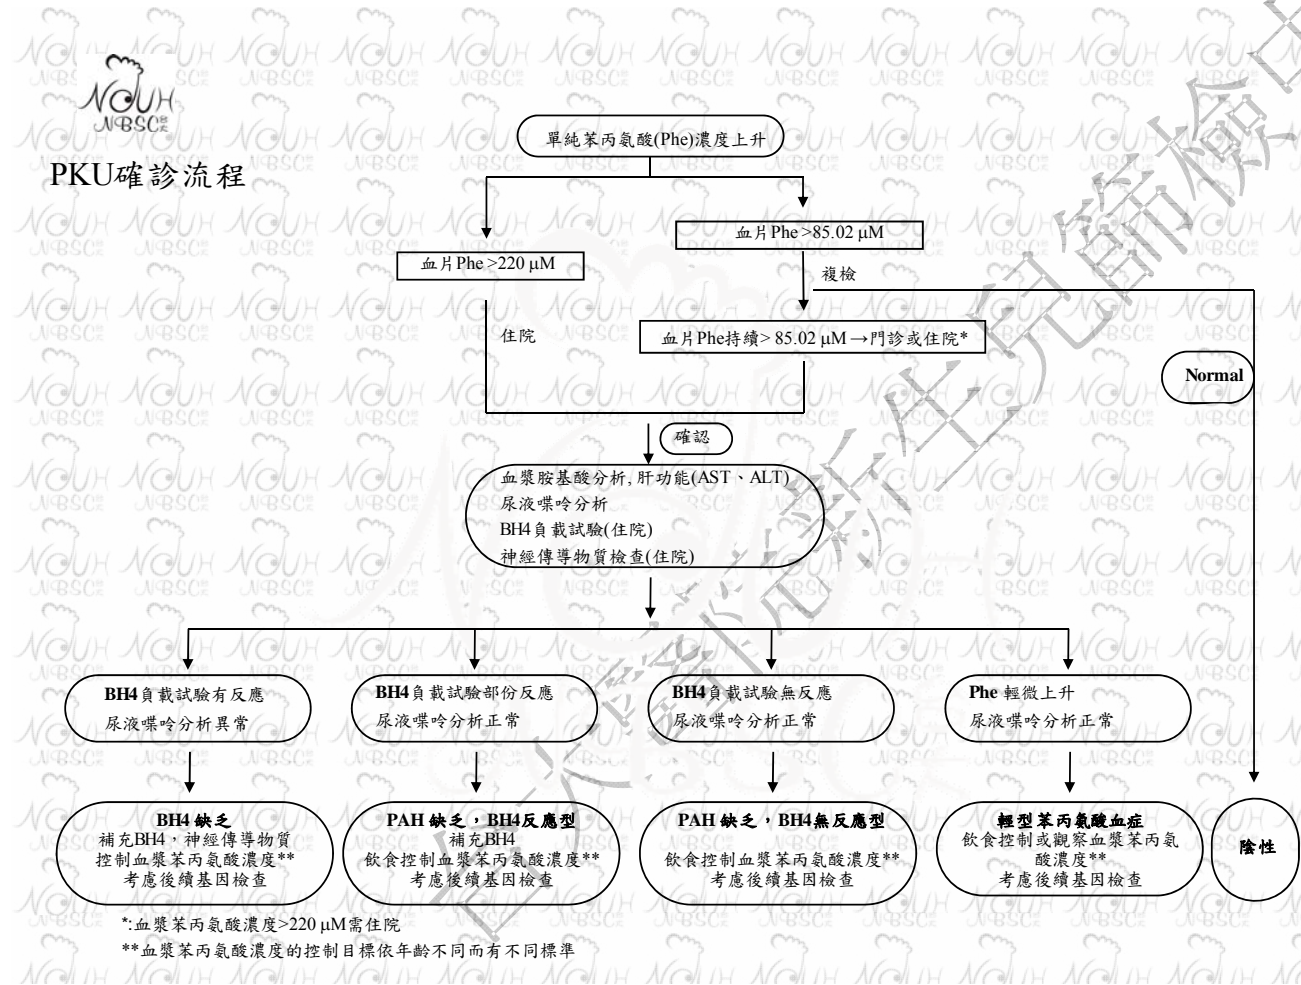 NOUH
NBSC
PKU確診流程
單純苯丙氨酸(Phe)濃度上升
血片Phe >220 μM
血片Phe >85.02 μM
複檢
住院
血片Phe持續> 85.02 μM→門診或住院*
Normal
確認
血漿胺基酸分析, 肝功能(AST、ALT)
尿液喋呤分析
BH4負載試驗(住院)
神經傳導物質檢查(住院)
BH4負載試驗有反應
尿液喋呤分析異常
BH4負載試驗部份反應
尿液喋呤分析正常
BH4負載試驗無反應
尿液喋呤分析正常
Phe 輕微上升
尿液喋呤分析正常
BH4 缺乏
補充BH4，神經傳導物質
控制血漿苯丙氨酸濃度**
考慮後續基因檢查
PAH 缺乏，BH4反應型
補充BH4
飲食控制血漿苯丙氨酸濃度**
考慮後續基因檢查
PAH 缺乏，BH4無反應型
飲食控制血漿苯丙氨酸濃度**
考慮後續基因檢查
輕型苯丙氨酸血症
飲食控制或觀察血漿苯丙氨
酸濃度**
考慮後續基因檢查
陰性
*:血漿苯丙氨酸濃度>220 μM需住院
**血漿苯丙氨酸濃度的控制目標依年齡不同而有不同標準
台大醫院新生兒篩檢中